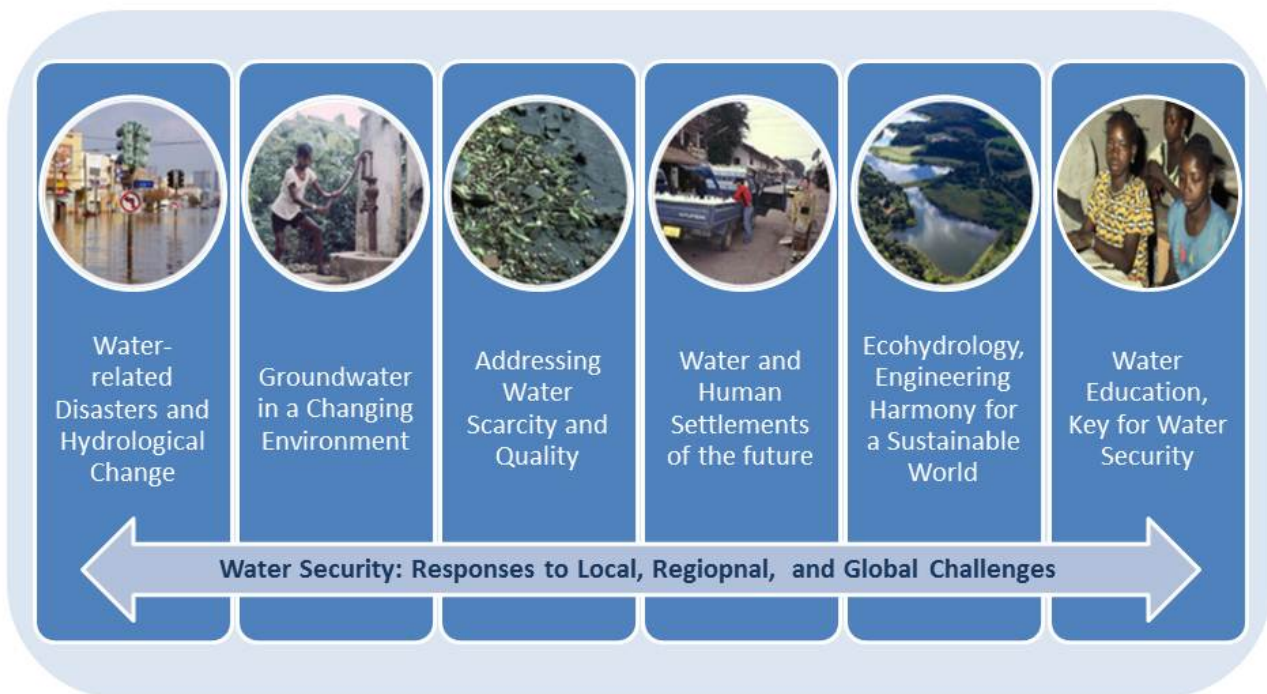 Water-
related
Disasters and
Hydrological
Change
Groundwater
in a Changing
Environment
Addressing
Water
Scarcity and
Quality
Water and
Human
Settlements
of the future
Ecohydrology,
Engineering
Harmony for
a Sustainable
World
Water
Education,
Key for Water
Security
Water Security: Responses to Local, Regiopnal, and Global Challenges